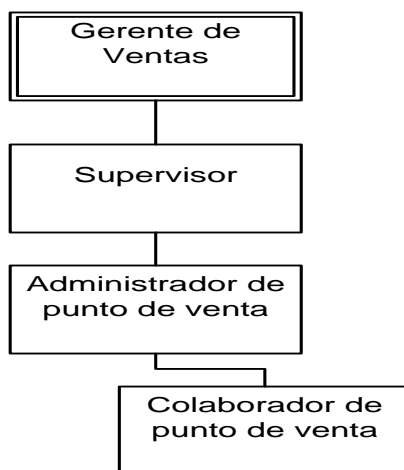 Gerente de
Ventas
Supervisor
Administrador de
punto de venta
Colaborador de
punto de venta